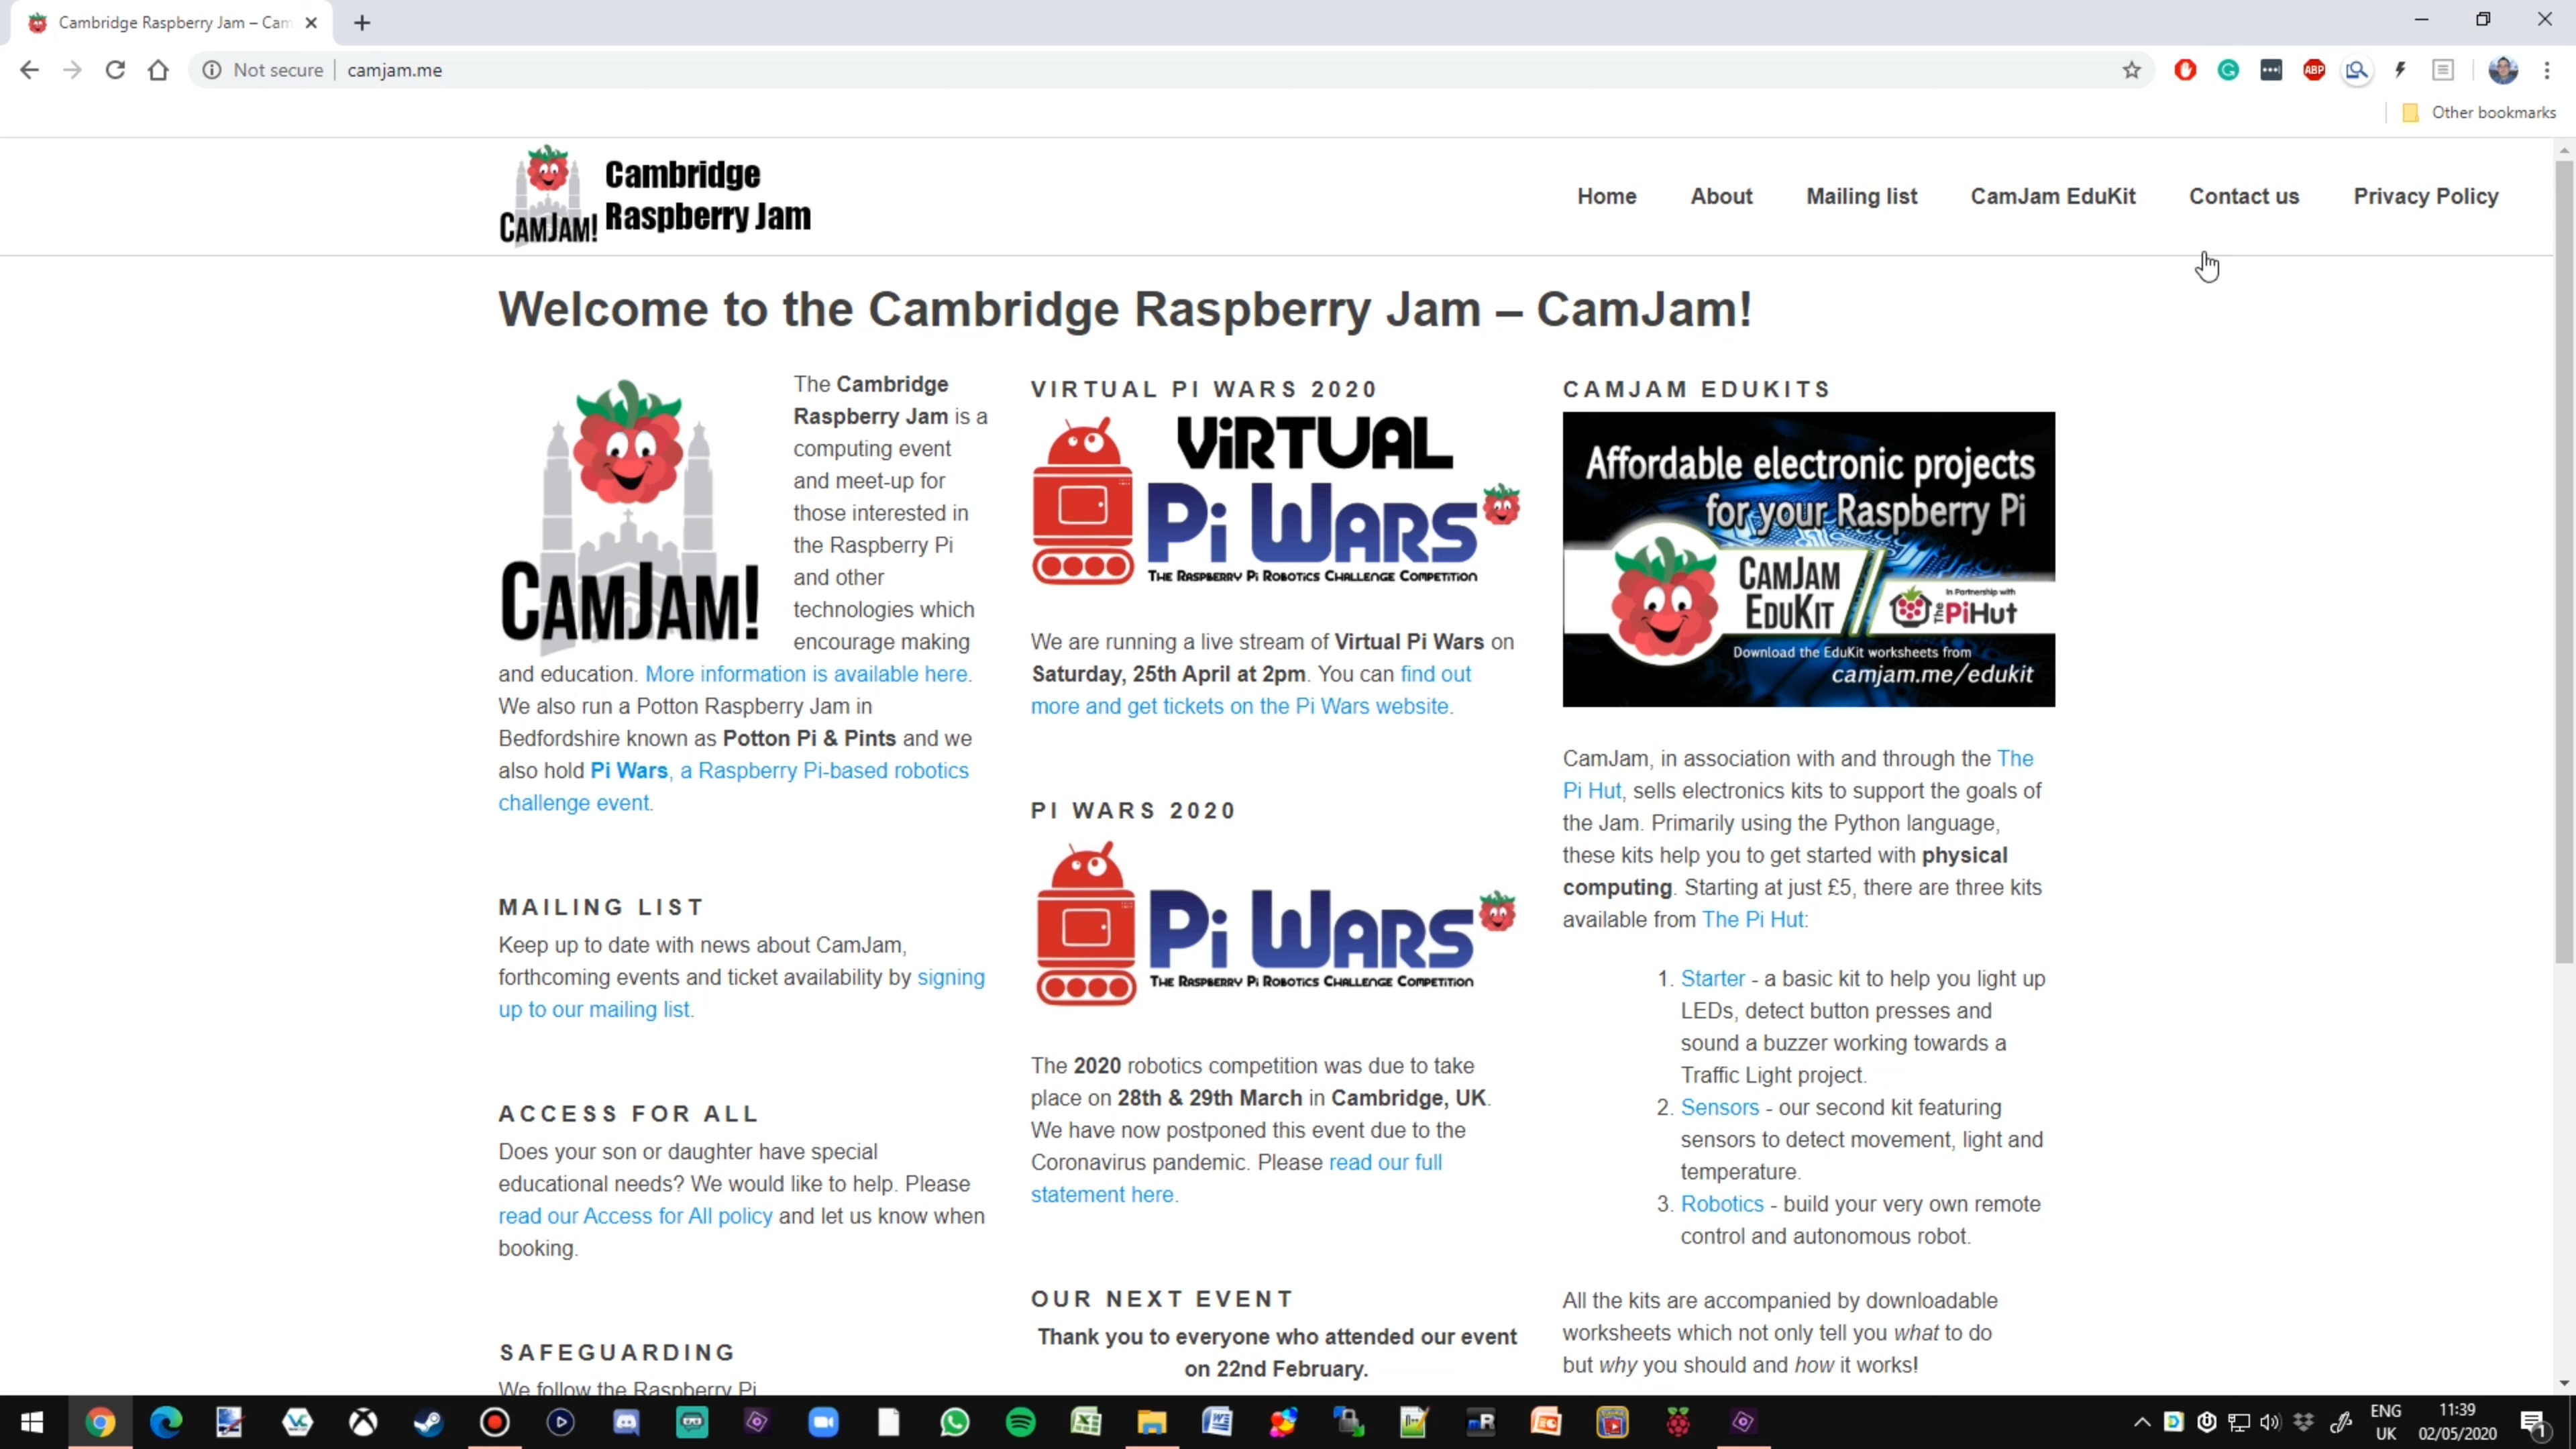 Cambridge Raspberry Jam – Cam
Not secure
camjam.me
ABP
Other bookmarks
CAMJAM!
Cambridge
Raspberry Jam
Home
About
Mailing list
CamJam EduKit
Contact us
Privacy Policy
Welcome to the Cambridge Raspberry Jam – CamJam!
CAMJAM!
The Cambridge
Raspberry Jam is a
computing event
and meet-up for
those interested in
the Raspberry Pi
and other
technologies which
encourage making
and education. More information is available here.
We also run a Potton Raspberry Jam in
Bedfordshire known as Potton Pi & Pints and we
also hold Pi Wars, a Raspberry Pi-based robotics
challenge event.
MAILING LIST
Keep up to date with news about CamJam,
forthcoming events and ticket availability by signing
up to our mailing list.
ACCESS FOR ALL
Does your son or daughter have special
educational needs? We would like to help. Please
read our Access for All policy and let us know when
booking.
SAFEGUARDING
We follow the Raspberry Pi
VIRTUAL PI WARS 2020
ViRTUAL
Pi WARS
THE RASPBERRY Pi ROBOTICS CHALLENGE COMPETITION
We are running a live stream of Virtual Pi Wars on
Saturday, 25th April at 2pm. You can find out
more and get tickets on the Pi Wars website.
PI WARS 2020
Pi WARS
THE RASPBERRY Pi ROBOTICS CHALLENGE COMPETITION
The 2020 robotics competition was due to take
place on 28th & 29th March in Cambridge, UK.
We have now postponed this event due to the
Coronavirus pandemic. Please read our full
statement here.
OUR NEXT EVENT
Thank you to everyone who attended our event
on 22nd February.
CAMJAM EDUKITS
Affordable electronic projects
for your Raspberry Pi
CAMJAM
EDUKIT
In Partnership with
The PiHut
Download the EduKit worksheets from
camjam.me/edukit
CamJam, in association with and through the The
Pi Hut, sells electronics kits to support the goals of
the Jam. Primarily using the Python language,
these kits help you to get started with physical
computing. Starting at just £5, there are three kits
available from The Pi Hut:
1. Starter - a basic kit to help you light up
LEDs, detect button presses and
sound a buzzer working towards a
Traffic Light project.
2. Sensors - our second kit featuring
sensors to detect movement, light and
temperature.
3. Robotics - build your very own remote
control and autonomous robot.
All the kits are accompanied by downloadable
worksheets which not only tell you what to do
but why you should and how it works!
ENG
UK
11:39
02/05/2020
1